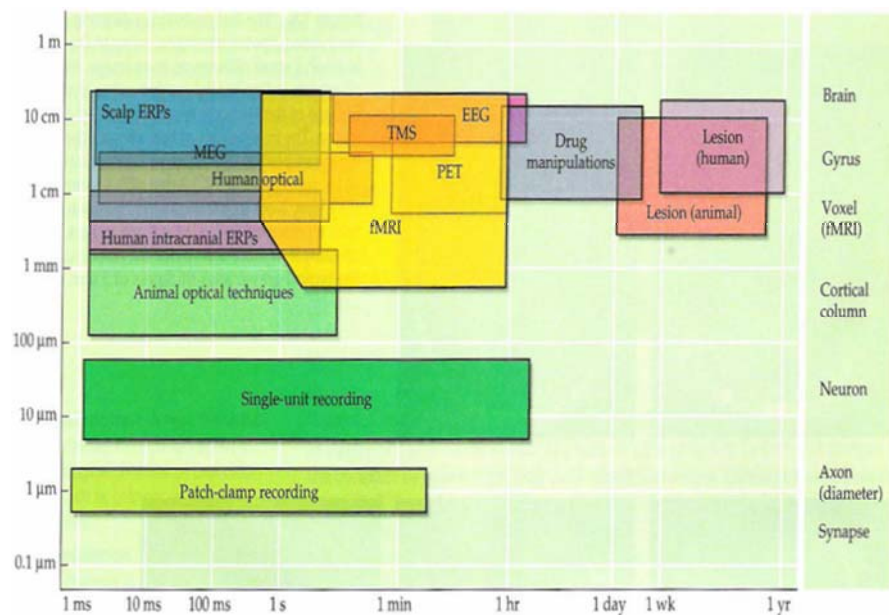 1 m
10 cm
1 cm
1 mm
100 µm
10 µm
1 µm
0.1 µm
Scalp ERPs
MEG
Human optical
Human intracranial ERPs
Animal optical techniques
EEG
TMS
PET
fMRI
Drug
manipulations
Lesion
(human)
Lesion (animal)
Single-unit recording
Patch-clamp recording
Brain
Gyrus
Voxel
(fMRI)
Cortical
column
Neuron
Axon
(diameter)
Synapse
1 ms
10 ms
100 ms
1 s
1 min
1 hr
1 day
1 wk
1 yr